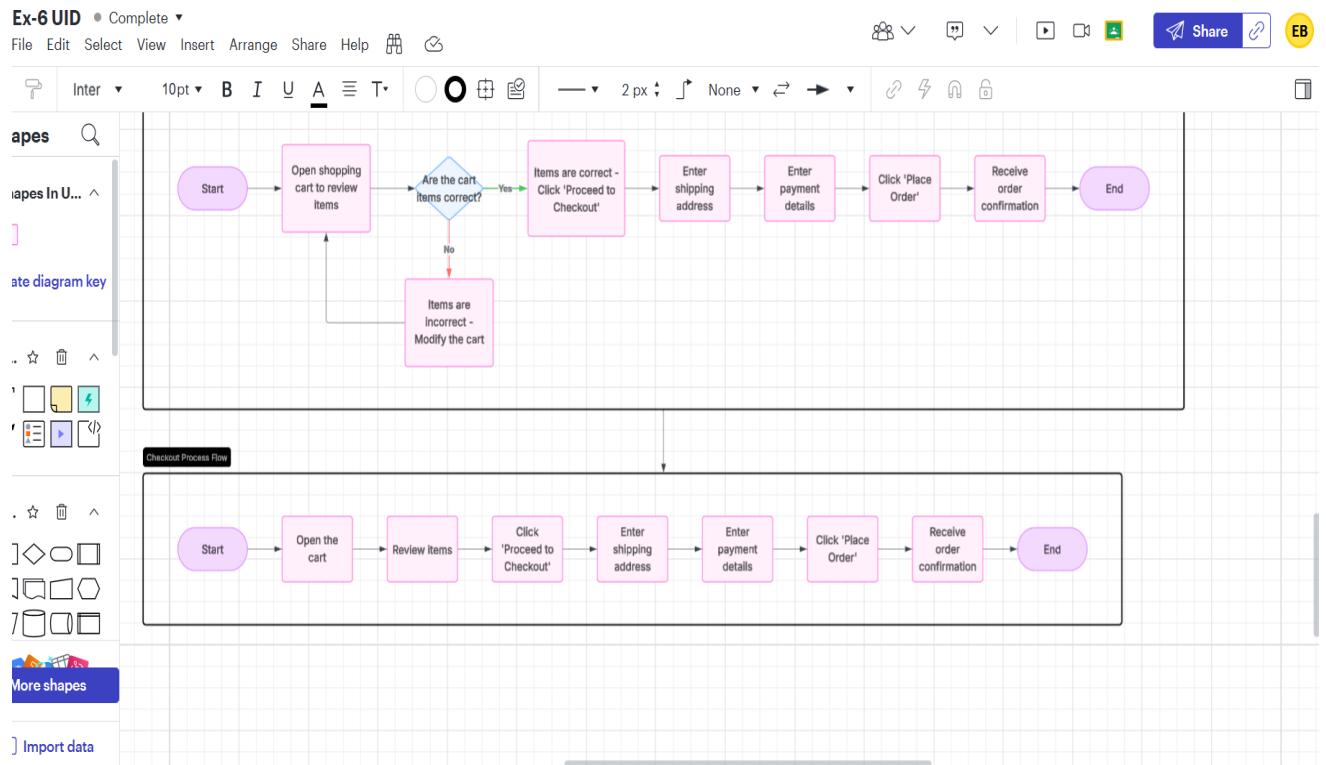 Ex-6 UID Complete
File Edit Select View Insert Arrange Share Help
Share
EB
Inter 10pt B I U A T 2 px None
apes
hapes In U...
ate diagram key
More shapes
Import data
Start
Open shopping
cart to review
items
Are the cart
items correct?
Yes
No
Items are correct -
Click 'Proceed to
Checkout'
Enter
shipping
address
Enter
payment
details
Click 'Place
Order'
Receive
order
confirmation
End
Items are
incorrect -
Modify the cart
Checkout Process Flow
Start
Open the
cart
Review items
Click
'Proceed to
Checkout'
Enter
shipping
address
Enter
payment
details
Click 'Place
Order'
Receive
order
confirmation
End